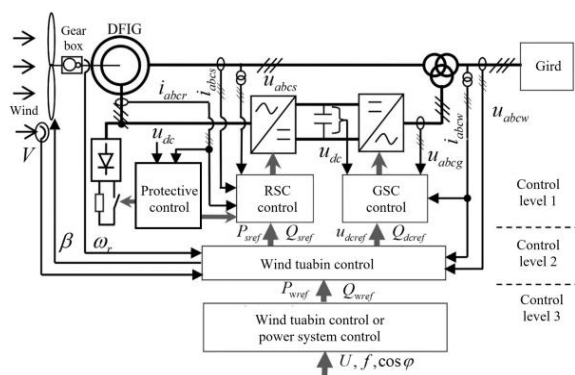 Gear
box
DFIG
Wind
V
i_abcr
i_abcs
u_abcs
i_abcw
u_abcw
Gird
u_dc
u_dc
u_abcg
Protective
control
RSC
control
GSC
control
Control
level 1
β
ω_r
P_sref
Q_sref
u_dcref
Q_dcref
Wind tuabin control
Control
level 2
P_wref
Q_wref
Control
level 3
Wind tuabin control or
power system control
U, f, cos φ